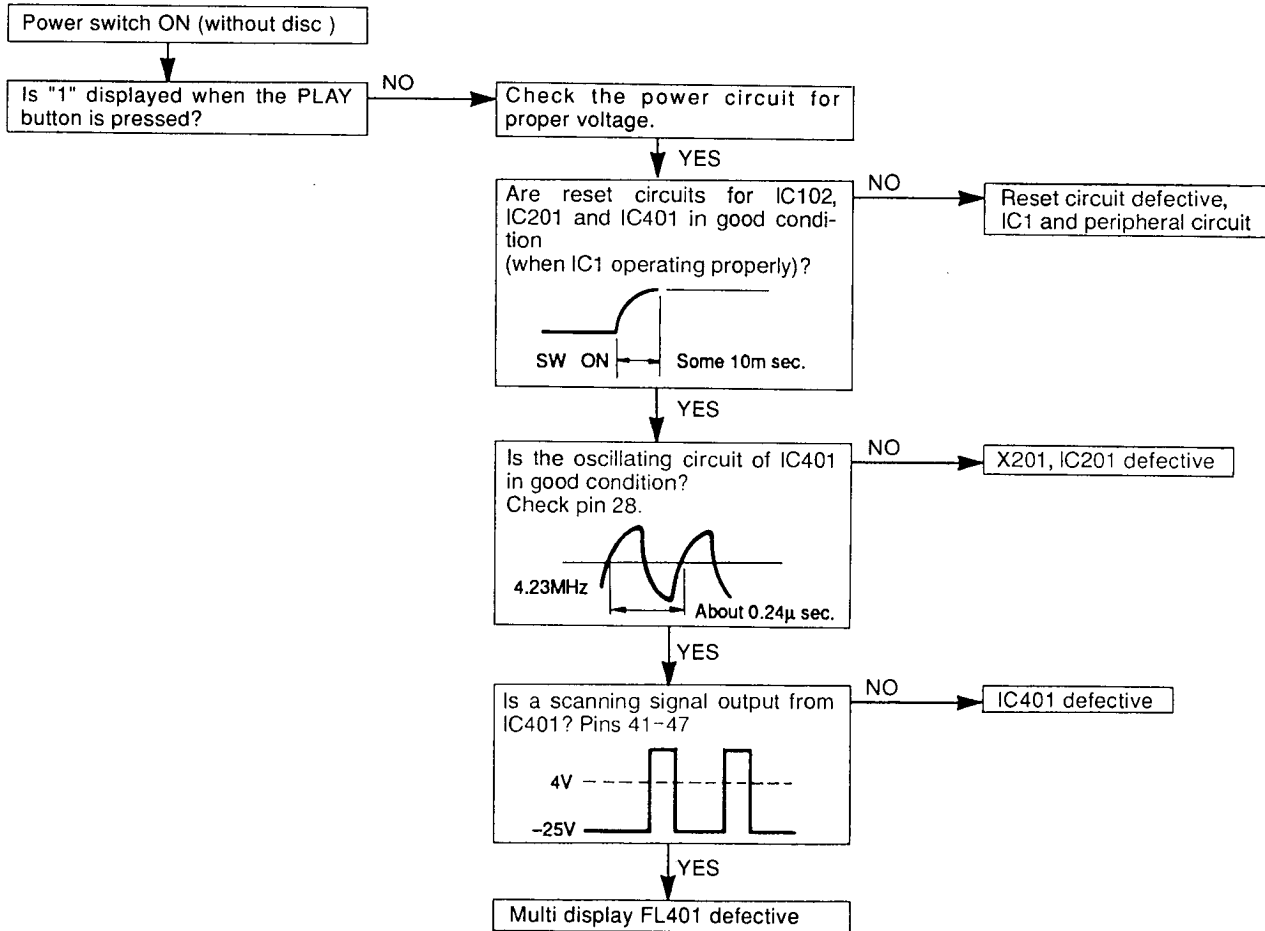 Power switch ON (without disc )
Is "1" displayed when the PLAY
button is pressed?
NO
Check the power circuit for
proper voltage.
YES
Are reset circuits for IC102,
IC201 and IC401 in good condi-
tion
(when IC1 operating properly)?
SW ON
Some 10m sec.
NO
Reset circuit defective,
IC1 and peripheral circuit
YES
Is the oscillating circuit of IC401
in good condition?
Check pin 28.
4.23MHz
About 0.24μ sec.
NO
X201, IC201 defective
YES
Is a scanning signal output from
IC401? Pins 41-47
4V
-25V
NO
IC401 defective
YES
Multi display FL401 defective